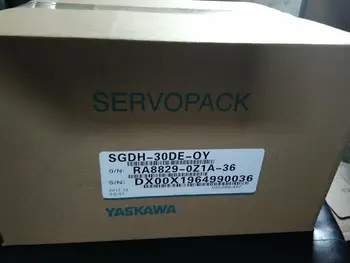 SERVOPACK
SGDH-30DE-OY
O/N: RA8829-0Z1A-36
S/N: DX00X1964990036
YASKAWA